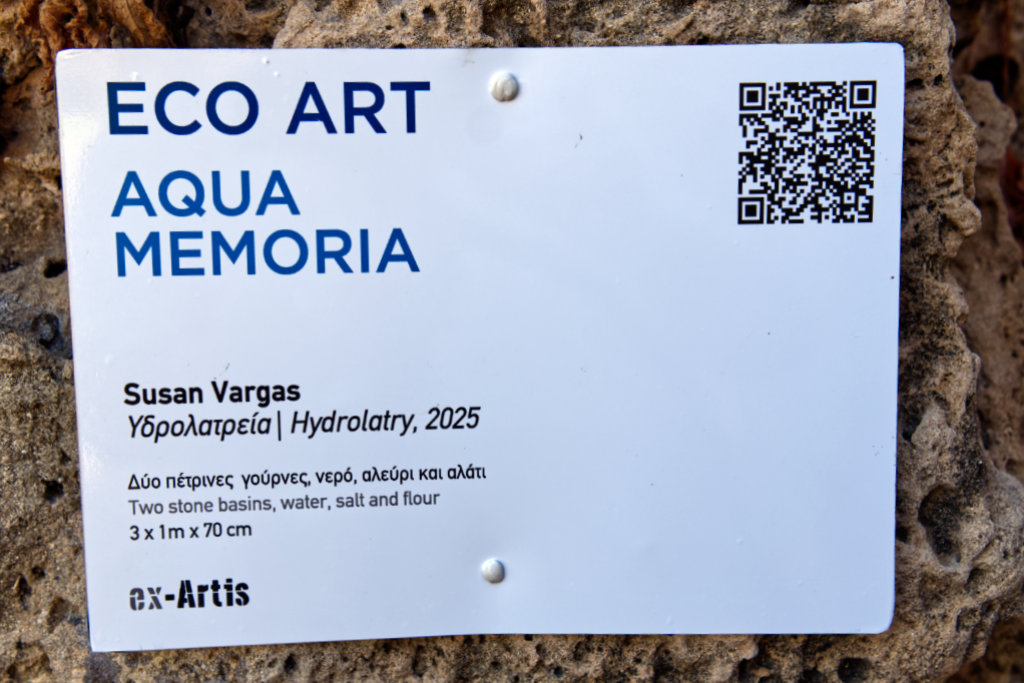 ECO ART
AQUA
MEMORIA
Susan Vargas
Υδρολατρεία | Hydrolatry, 2025
Δύο πέτρινες γούρνες, νερό, αλεύρι και αλάτι
Two stone basins, water, salt and flour
3 x 1m x 70 cm
ex-Artis